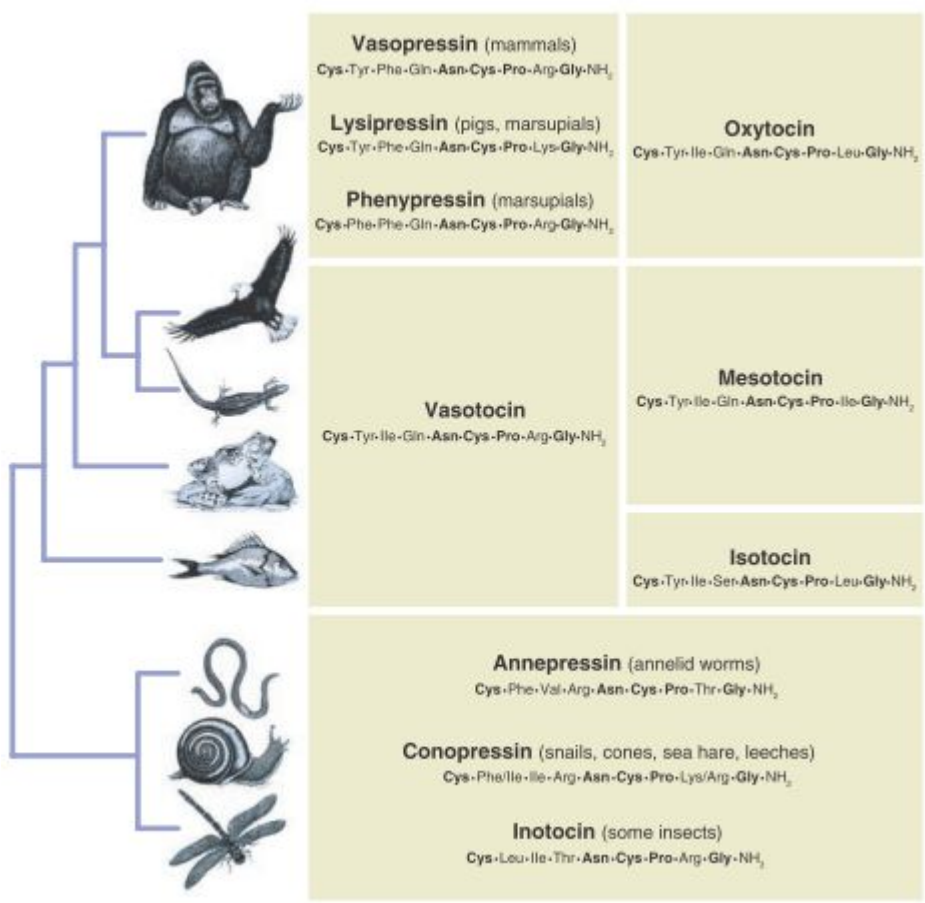 Vasopressin (mammals)
Cys·Tyr·Phe·Gln·Asn·Cys·Pro·Arg·Gly·NH₂
Lysipressin (pigs, marsupials)
Cys·Tyr·Phe·Gln·Asn·Cys·Pro·Lys·Gly·NH₂
Phenypressin (marsupials)
Cys·Phe·Phe·Gln·Asn·Cys·Pro·Arg·Gly·NH₂
Oxytocin
Cys·Tyr·Ile·Gln·Asn·Cys·Pro·Leu·Gly·NH₂
Vasotocin
Cys·Tyr·Ile·Gln·Asn·Cys·Pro·Arg·Gly·NH₂
Mesotocin
Cys·Tyr·Ile·Gln·Asn·Cys·Pro·Ile·Gly·NH₂
Isotocin
Cys·Tyr·Ile·Ser·Asn·Cys·Pro·Leu·Gly·NH₂
Annepressin (annelid worms)
Cys·Phe·Val·Arg·Asn·Cys·Pro·Thr·Gly·NH₂
Conopressin (snails, cones, sea hare, leeches)
Cys·Phe/Ile·Ile·Arg·Asn·Cys·Pro·Lys/Arg·Gly·NH₂
Inotocin (some insects)
Cys·Leu·Ile·Thr·Asn·Cys·Pro·Arg·Gly·NH₂